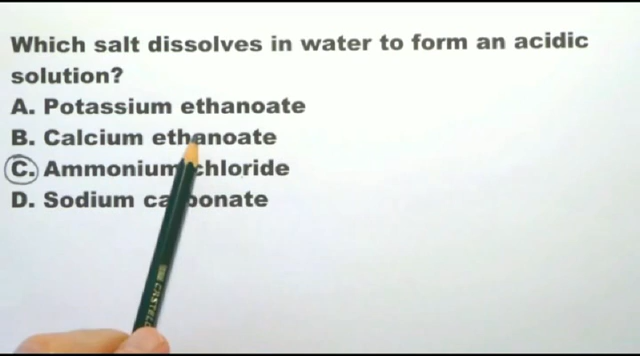 Which salt dissolves in water to form an acidic
solution?
A. Potassium ethanoate
B. Calcium ethanoate
C. Ammonium chloride
D. Sodium carbonate